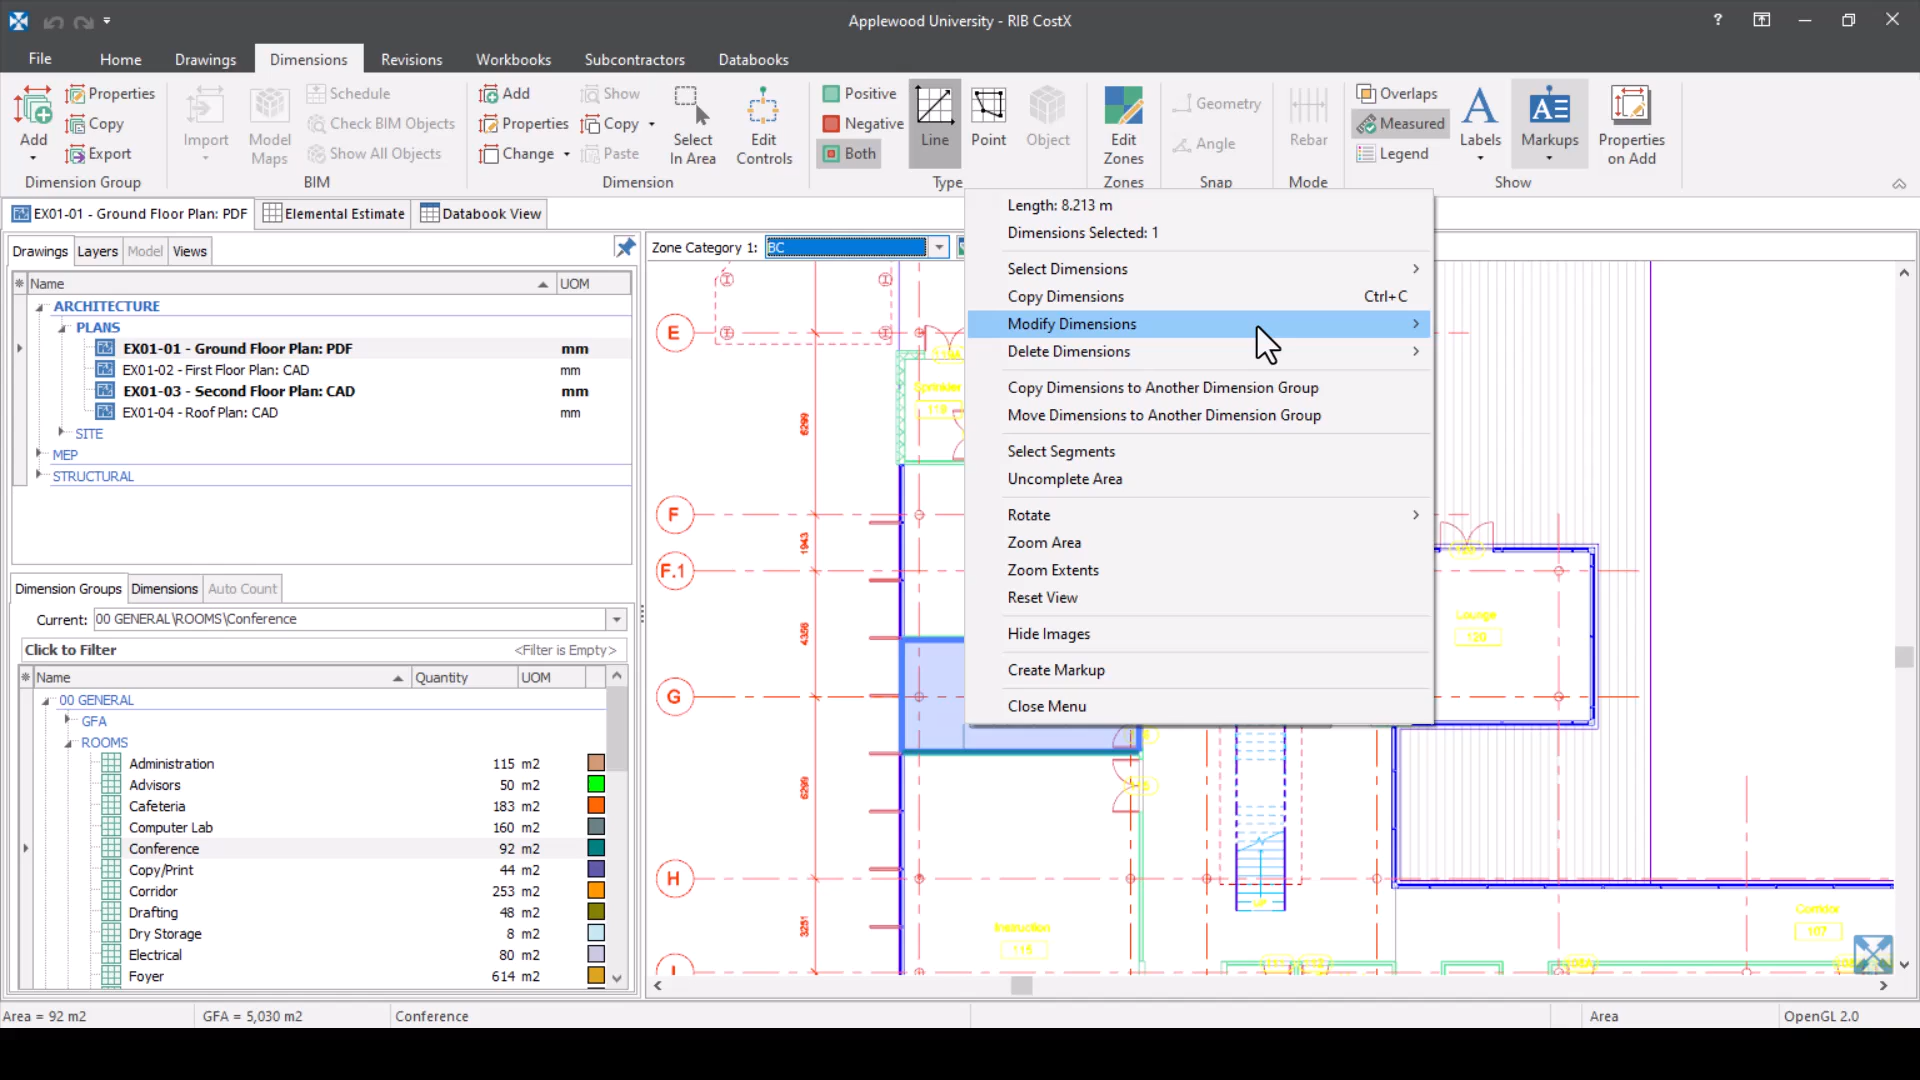 Applewood University - RIB CostX
?
File Home Drawings Dimensions Revisions Workbooks Subcontractors Databooks
Add
Properties
Copy
Export
Dimension Group
Import
Model
Maps
Schedule
Check BIM Objects
Show All Objects
BIM
Add
Properties
Change
Show
Copy
Paste
Select
In Area
Edit
Controls
Dimension
Positive
Negative
Both
Line
Point
Object
Type
Edit
Zones
Zones
Geometry
Angle
Snap
Rebar
Mode
Overlaps
Measured
Legend
Labels
Markups
Properties
on Add
Show
EX01-01 - Ground Floor Plan: PDF
Elemental Estimate
Databook View
Drawings Layers Model Views
Name UOM
ARCHITECTURE
PLANS
EX01-01 - Ground Floor Plan: PDF mm
EX01-02 - First Floor Plan: CAD mm
EX01-03 - Second Floor Plan: CAD mm
EX01-04 - Roof Plan: CAD mm
SITE
MEP
STRUCTURAL
Dimension Groups Dimensions Auto Count
Current: 00 GENERAL\ROOMS\Conference
Click to Filter <Filter is Empty>
Name Quantity UOM
00 GENERAL
GFA
ROOMS
Administration 115 m2
Advisors 50 m2
Cafeteria 183 m2
Computer Lab 160 m2
Conference 92 m2
Copy/Print 44 m2
Corridor 253 m2
Drafting 48 m2
Dry Storage 8 m2
Electrical 80 m2
Foyer 614 m2
Zone Category 1: BC
E
F
F.1
G
H
6299
1943
4356
6299
3251
Sprinkler
119
Instruction
115
UP
Lounge
120
Corridor
107
Length: 8.213 m
Dimensions Selected: 1
Select Dimensions
Copy Dimensions Ctrl+C
Modify Dimensions
Delete Dimensions
Copy Dimensions to Another Dimension Group
Move Dimensions to Another Dimension Group
Select Segments
Uncomplete Area
Rotate
Zoom Area
Zoom Extents
Reset View
Hide Images
Create Markup
Close Menu
Area = 92 m2 GFA = 5,030 m2 Conference Area OpenGL 2.0